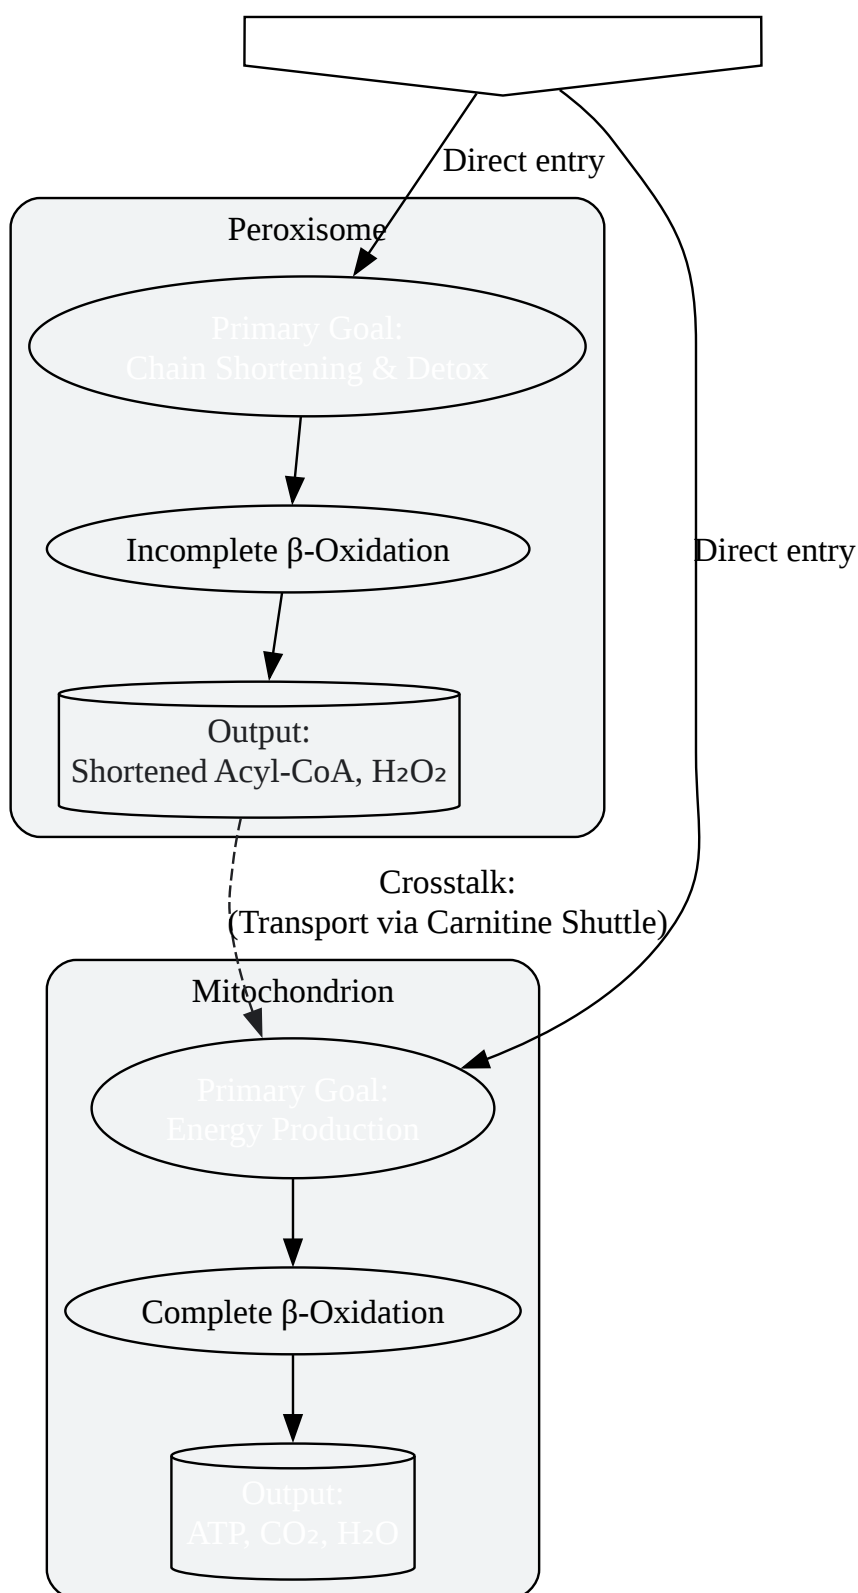 Direct entry
Peroxisome
Primary Goal:
Chain Shortening & Detox
Incomplete β-Oxidation
Direct entry
Output:
Shortened Acyl-CoA, H₂O₂
Crosstalk:
(Transport via Carnitine Shuttle)
Mitochondrion
Primary Goal:
Energy Production
Complete β-Oxidation
Output:
ATP, CO₂, H₂O